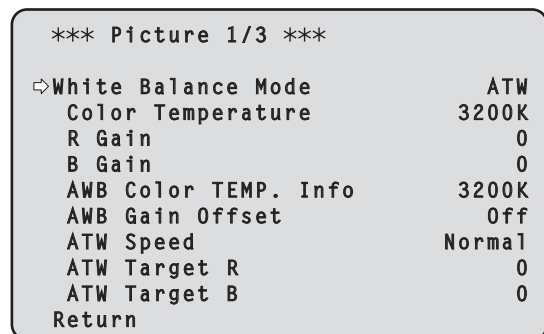 *** Picture 1/3 ***
⇨White Balance Mode ATW
Color Temperature 3200K
R Gain 0
B Gain 0
AWB Color TEMP. Info 3200K
AWB Gain Offset Off
ATW Speed Normal
ATW Target R 0
ATW Target B 0
Return